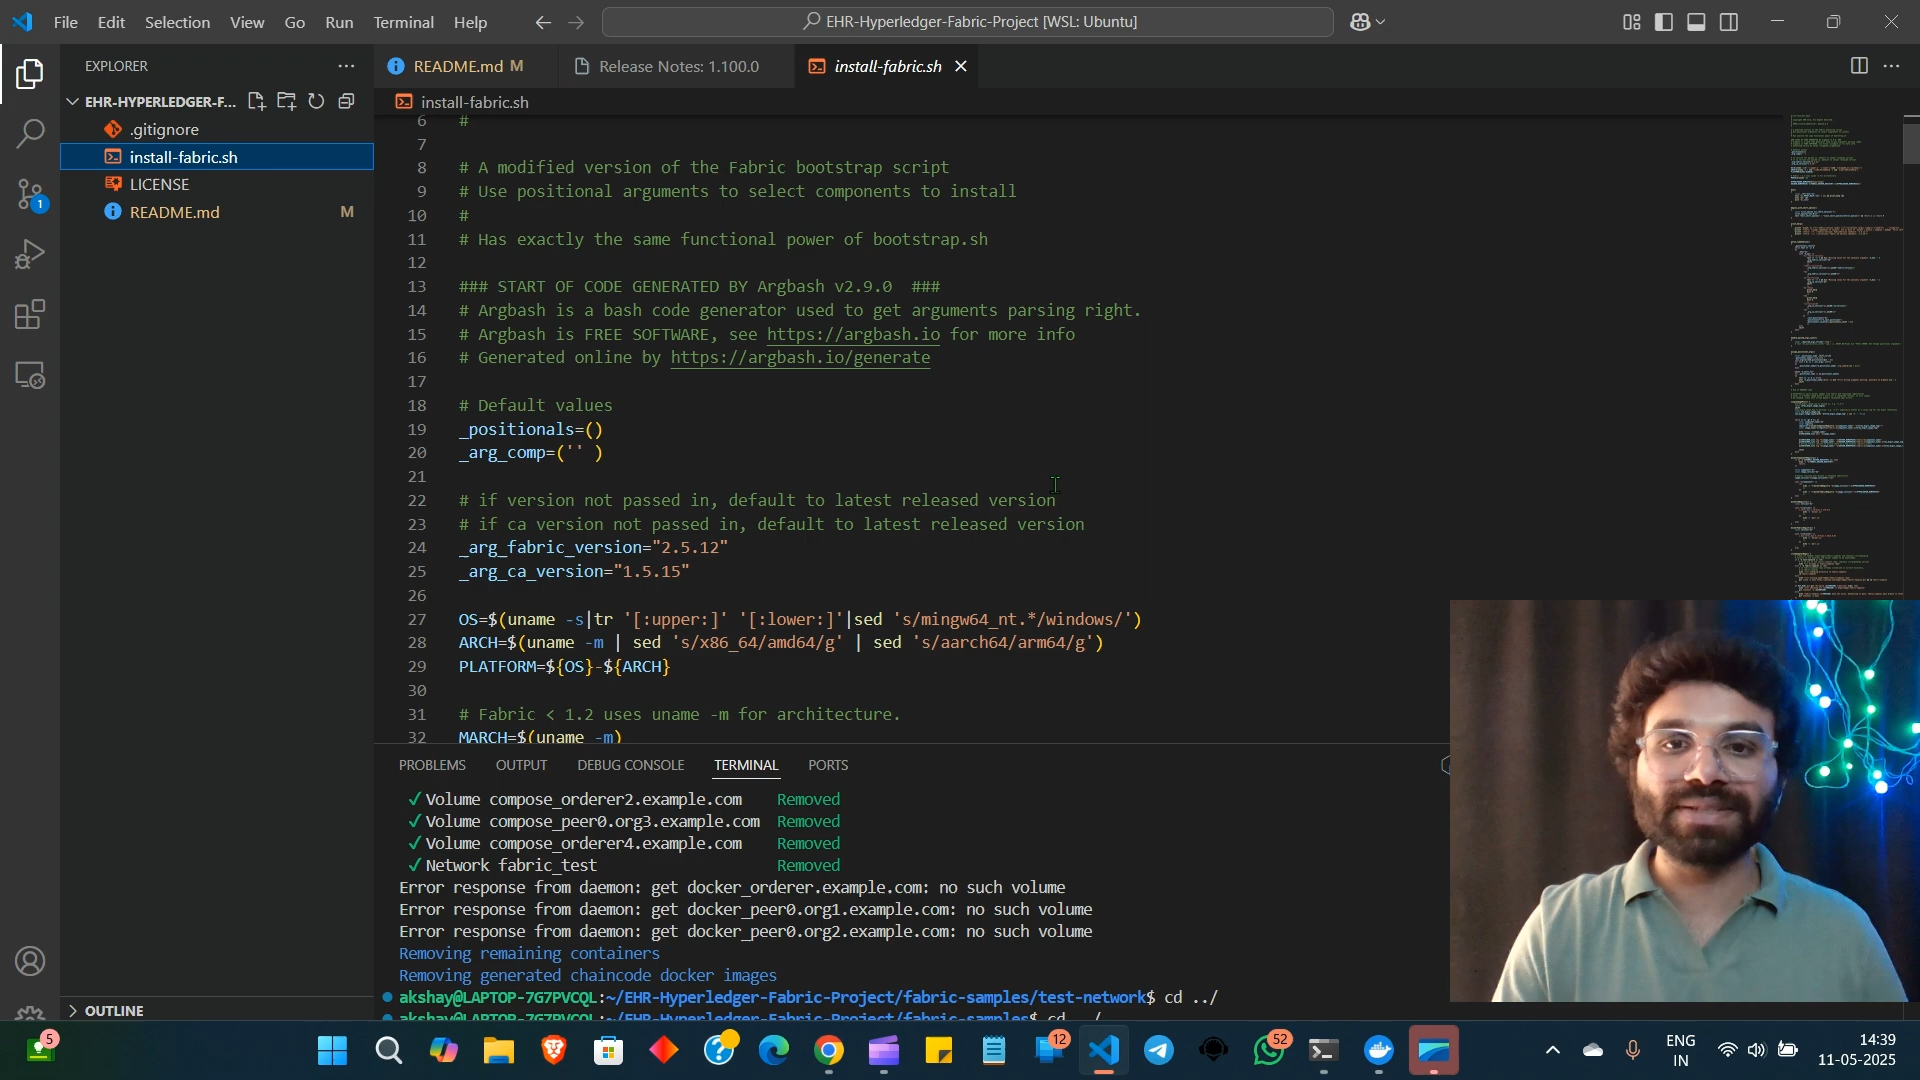 File Edit Selection View Go Run Terminal Help
EHR-Hyperledger-Fabric-Project [WSL: Ubuntu]
EXPLORER
README.md M
Release Notes: 1.100.0
install-fabric.sh
EHR-HYPERLEDGER-F...
install-fabric.sh
.gitignore
install-fabric.sh
LICENSE
README.md M
1
6 #
7
8 # A modified version of the Fabric bootstrap script
9 # Use positional arguments to select components to install
10 #
11 # Has exactly the same functional power of bootstrap.sh
12
13 ### START OF CODE GENERATED BY Argbash v2.9.0 ###
14 # Argbash is a bash code generator used to get arguments parsing right.
15 # Argbash is FREE SOFTWARE, see https://argbash.io for more info
16 # Generated online by https://argbash.io/generate
17
18 # Default values
19 _positionals=()
20 _arg_comp=('' )
21
22 # if version not passed in, default to latest released version
23 # if ca version not passed in, default to latest released version
24 _arg_fabric_version="2.5.12"
25 _arg_ca_version="1.5.15"
26
27 OS=$(uname -s|tr '[:upper:]' '[:lower:]'|sed 's/mingw64_nt.*/windows/')
28 ARCH=$(uname -m | sed 's/x86_64/amd64/g' | sed 's/aarch64/arm64/g')
29 PLATFORM=${OS}-${ARCH}
30
31 # Fabric < 1.2 uses uname -m for architecture.
32 MARCH=$(uname -m)
PROBLEMS OUTPUT DEBUG CONSOLE TERMINAL PORTS
✓Volume compose_orderer2.example.com Removed
✓Volume compose_peer0.org3.example.com Removed
✓Volume compose_orderer4.example.com Removed
✓Network fabric_test Removed
Error response from daemon: get docker_orderer.example.com: no such volume
Error response from daemon: get docker_peer0.org1.example.com: no such volume
Error response from daemon: get docker_peer0.org2.example.com: no such volume
Removing remaining containers
Removing generated chaincode docker images
akshay@LAPTOP-7G7PVCQL:~/EHR-Hyperledger-Fabric-Project/fabric-samples/test-network$ cd ../
akshay@LAPTOP-7G7PVCQL:~/EHR-Hyperledger-Fabric-Project/fabric-samples$ cd ../
OUTLINE
5
12
52
ENG
IN
14:39
11-05-2025